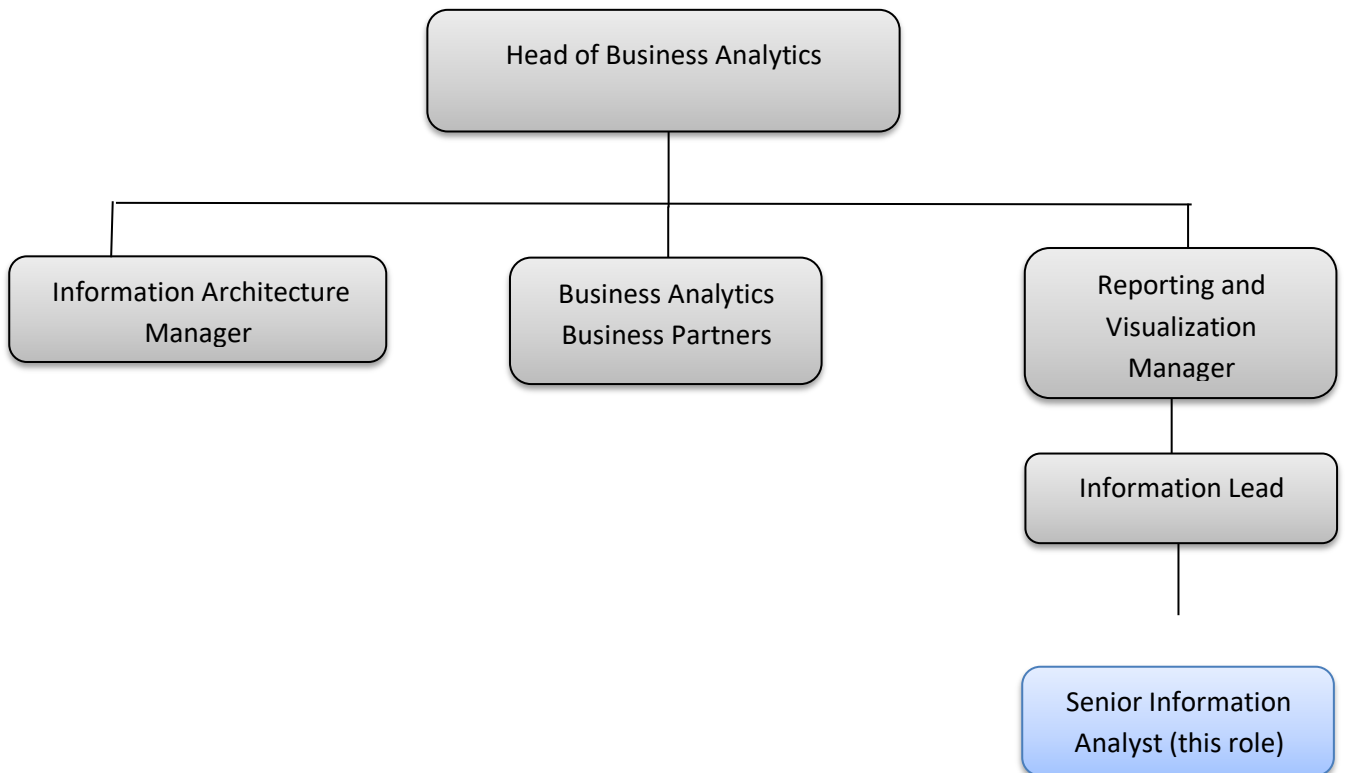 Head of Business Analytics
Information Architecture
Manager
Business Analytics
Business Partners
Reporting and
Visualization
Manager
Information Lead
Senior Information
Analyst (this role)